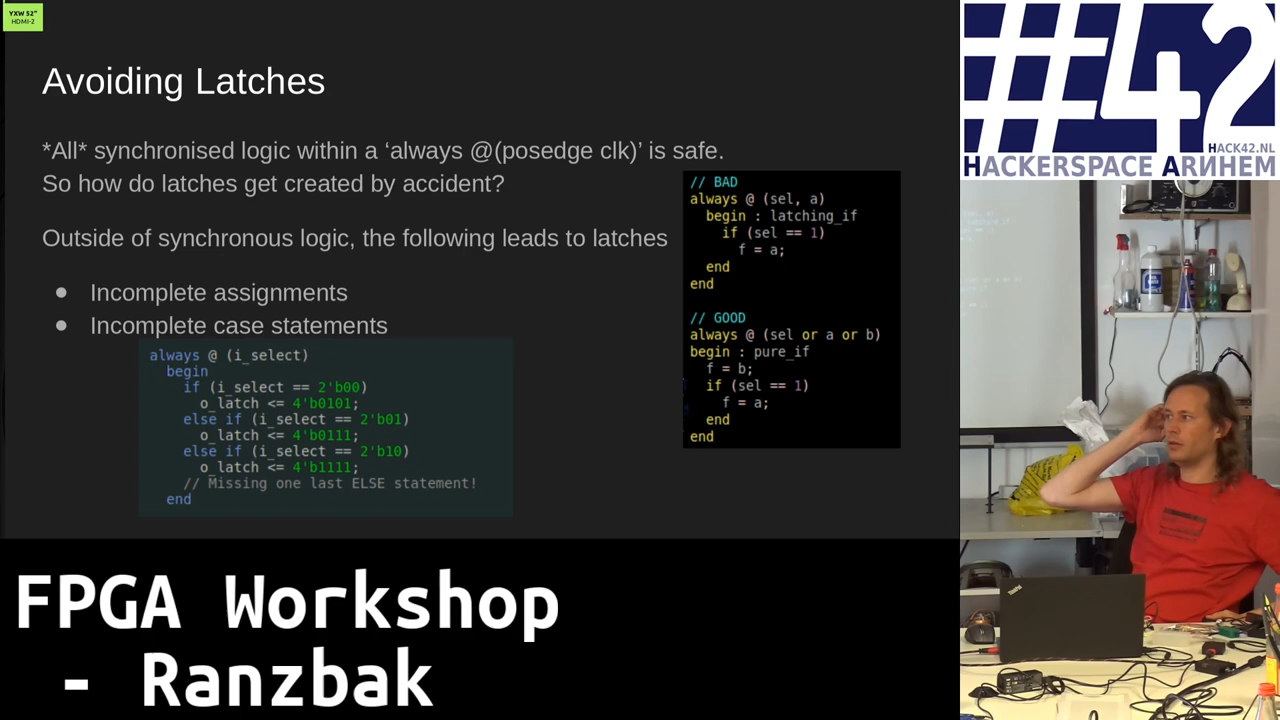 YXW 52"
HDMI-2
Avoiding Latches
*All* synchronised logic within a ‘always @(posedge clk)’ is safe.
So how do latches get created by accident?
Outside of synchronous logic, the following leads to latches
● Incomplete assignments
● Incomplete case statements
always @ (i_select)
begin
if (i_select == 2'b00)
o_latch <= 4'b0101;
else if (i_select == 2'b01)
o_latch <= 4'b0111;
else if (i_select == 2'b10)
o_latch <= 4'b1111;
// Missing one last ELSE statement!
end
// BAD
always @ (sel, a)
begin : latching_if
if (sel == 1)
f = a;
end
end
// GOOD
always @ (sel or a or b)
begin : pure_if
f = b;
if (sel == 1)
f = a;
end
end
#42
HACK42.NL
HACKERSPACE ARИHEM
ThinkPad
FPGA Workshop
- Ranzbak